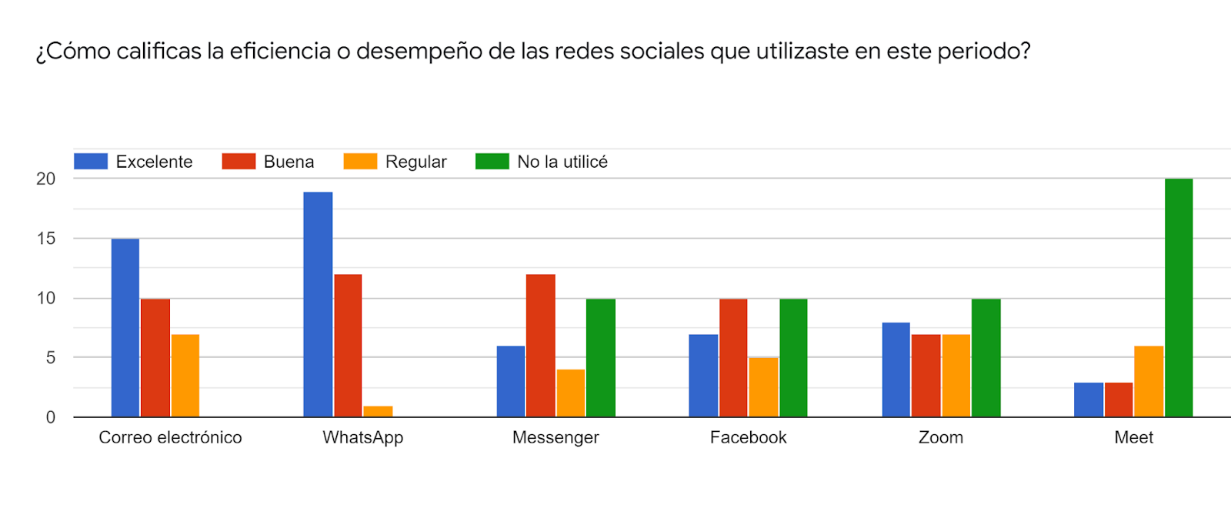 ¿Cómo calificas la eficiencia o desempeño de las redes sociales que utilizaste en este periodo?
Excelente Buena Regular No la utilicé
20
15
10
5
0
Correo electrónico WhatsApp Messenger Facebook Zoom Meet